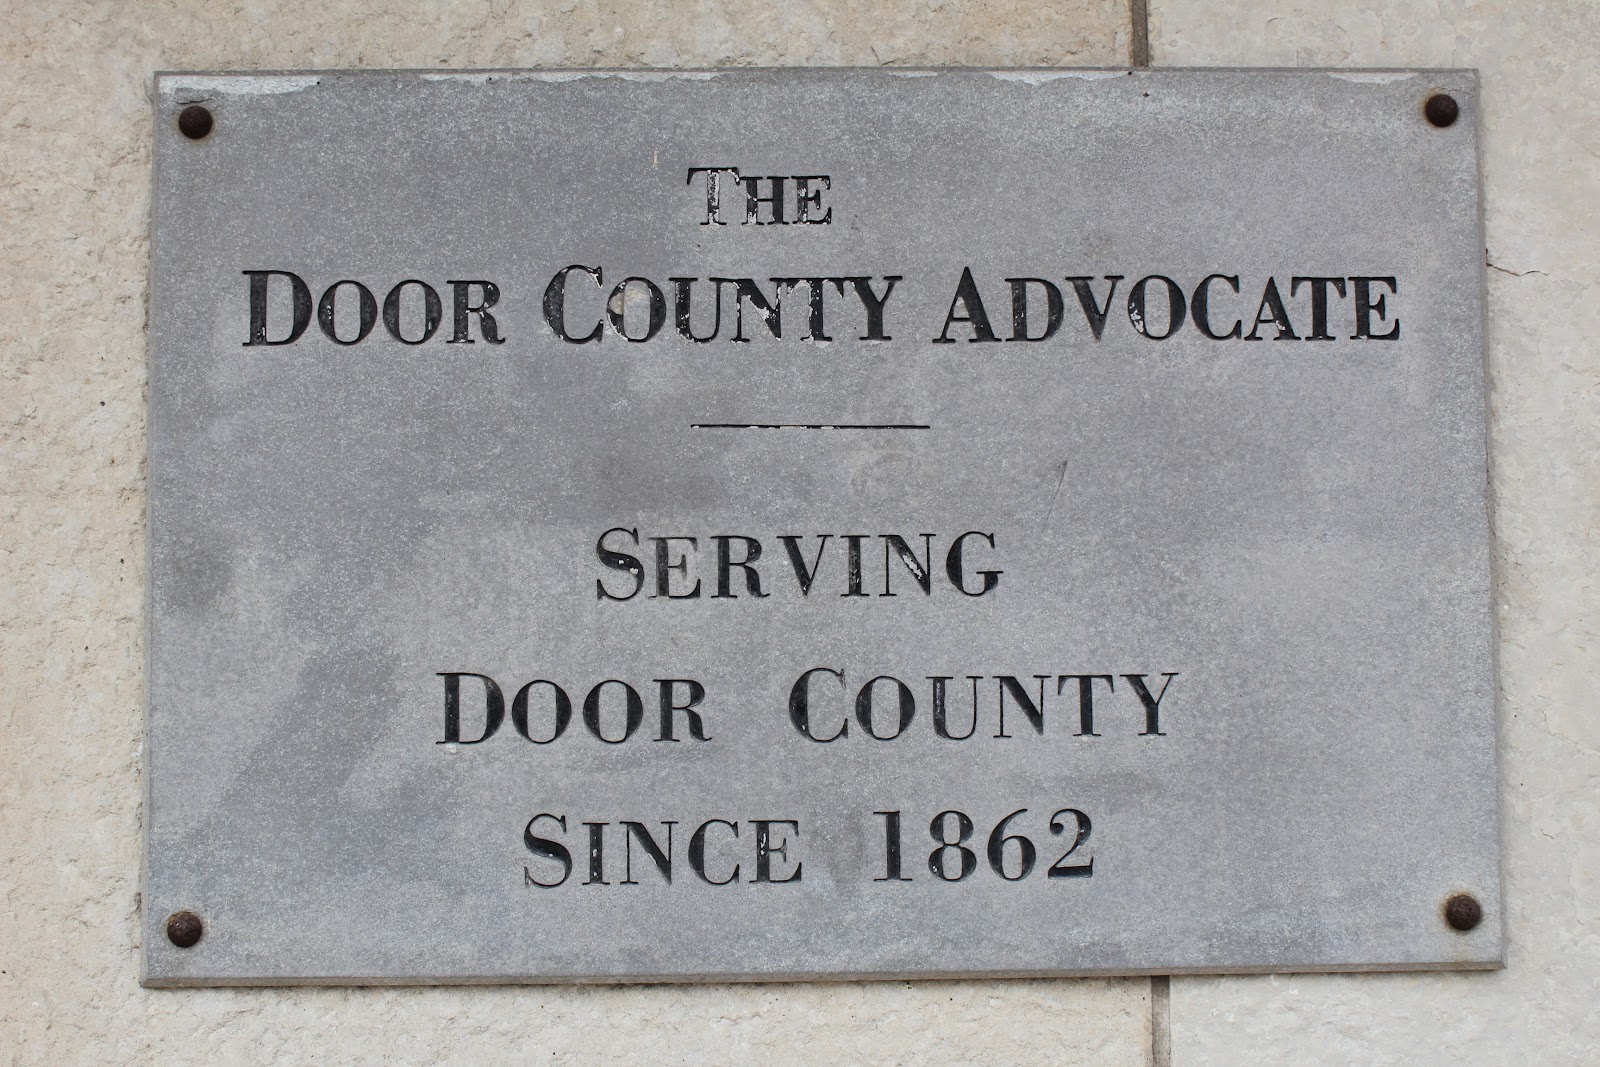 THE
DOOR COUNTY ADVOCATE
SERVING
DOOR COUNTY
SINCE 1862